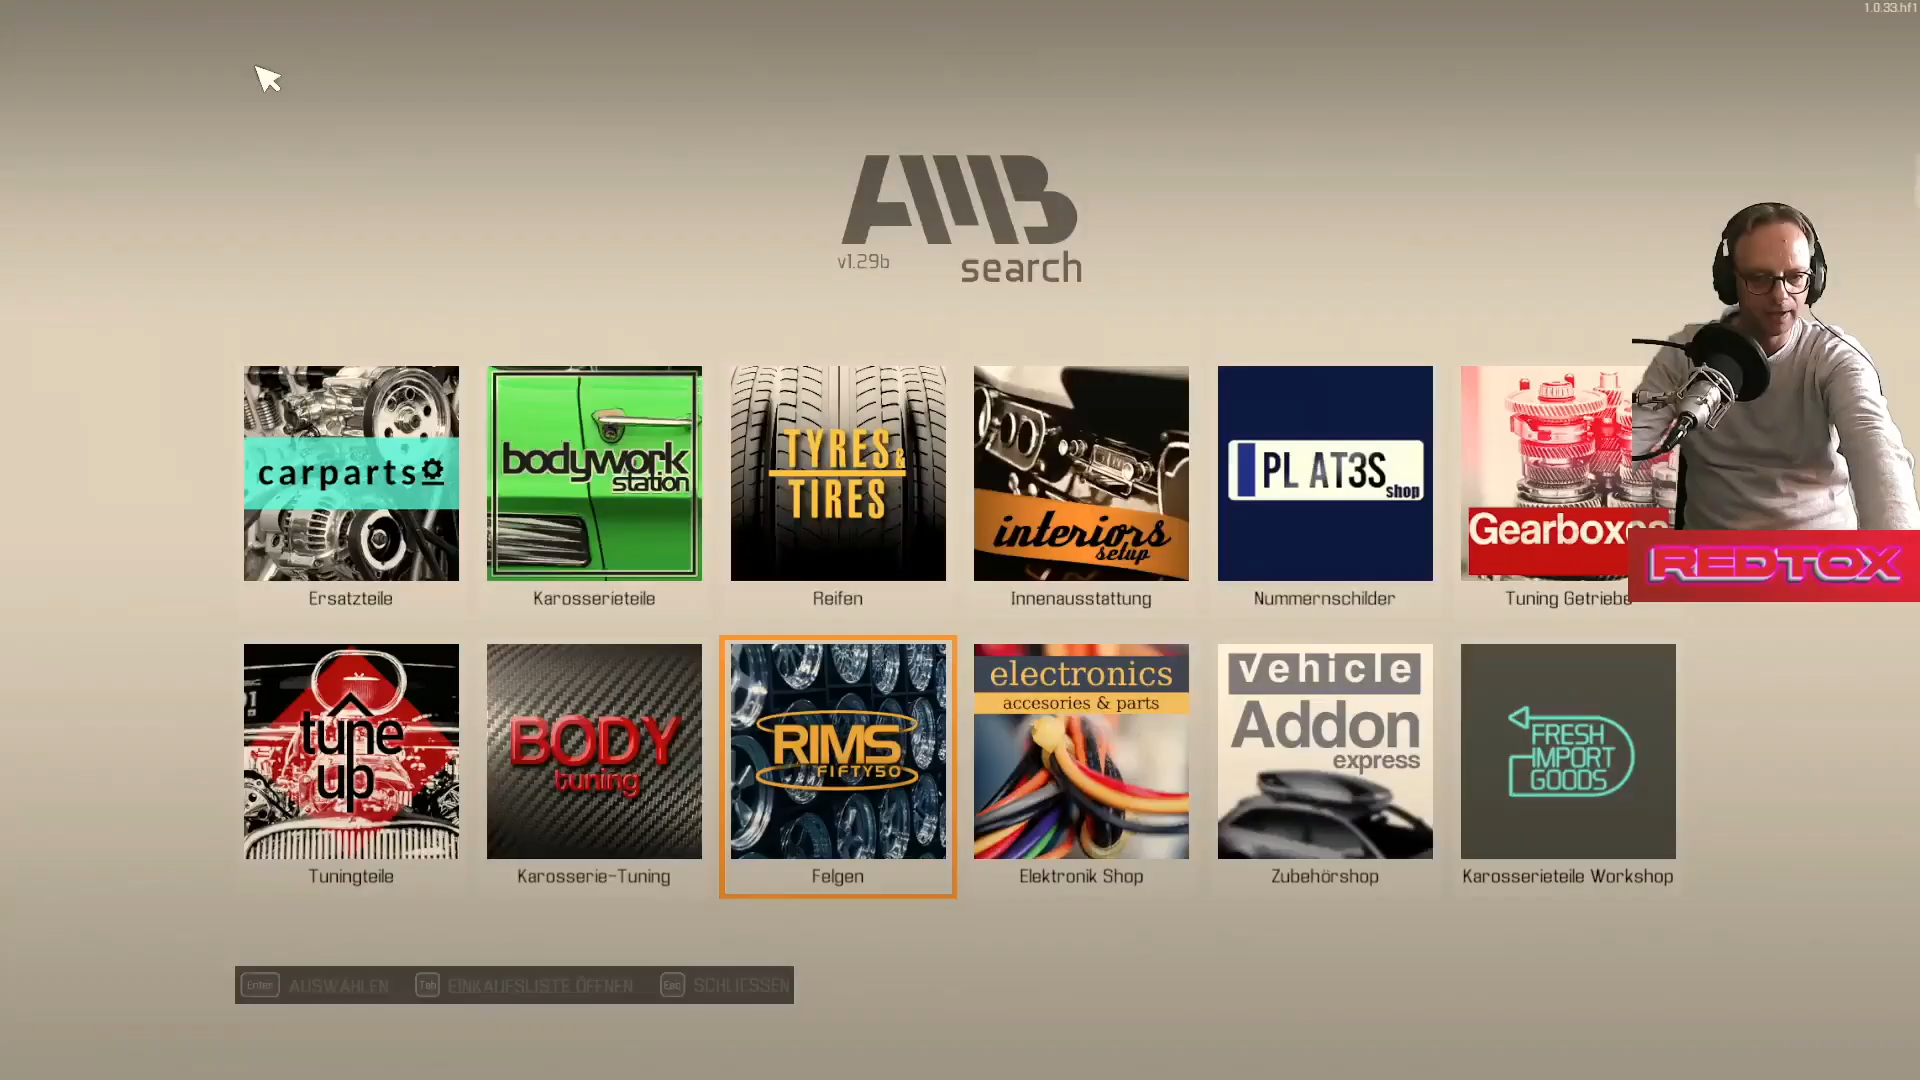 1.0.33.hf1
AMB
v1.29b
search
carparts
bodywork
station
TYRES &
TIRES
interiors
setup
PL AT3S
shop
Gearboxes
REDTOX
Ersatzteile
Karosserieteile
Reifen
Innenausstattung
Nummernschilder
Tuning Getriebe
tune
up
BODY
tuning
RIMS
FIFTY50
electronics
accesories & parts
vehicle
Addon
express
FRESH
IMPORT
GOODS
Tuningteile
Karosserie-Tuning
Felgen
Elektronik Shop
Zubehörshop
Karosserieteile Workshop
Enter AUSWÄHLEN Tab EINKAUFSLISTE ÖFFNEN Esc SCHLIESSEN